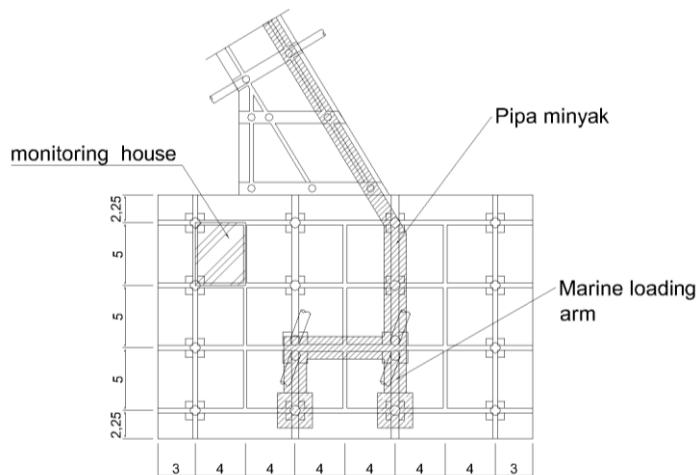 Pipa minyak
monitoring house
2,25
5
5
5
2,25
Marine loading
arm
3 4 4 4 4 4 4 3